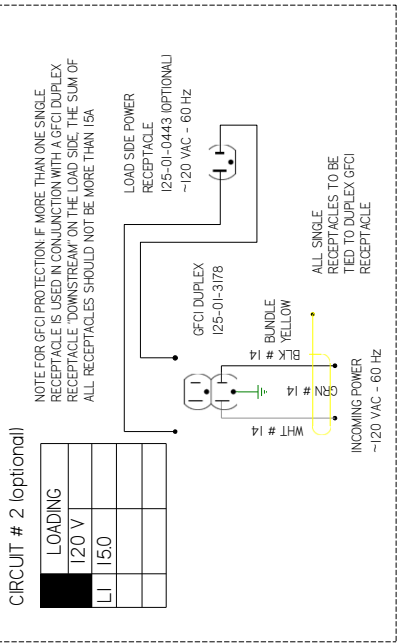 CIRCUIT # 2 (optional)
LOADING
120 V
L1 15.0
NOTE FOR GFCI PROTECTION: IF MORE THAN ONE SINGLE
RECEPTACLE IS USED IN CONJUNCTION WITH A GFCI DUPLEX
RECEPTACLE "DOWNSTREAM" ON THE LOAD SIDE, THE SUM OF
ALL RECEPTACLES SHOULD NOT BE MORE THAN 15A
LOAD SIDE POWER
RECEPTACLE
125-01-0443 (OPTIONAL)
~120 VAC - 60 Hz
GFCI DUPLEX
125-01-3178
BUNDLE
YELLOW
WHT # 14
GRN # 14
BLK # 14
ALL SINGLE
RECEPTACLES TO BE
TIED TO DUPLEX GFCI
RECEPTACLE
INCOMING POWER
~120 VAC - 60 Hz